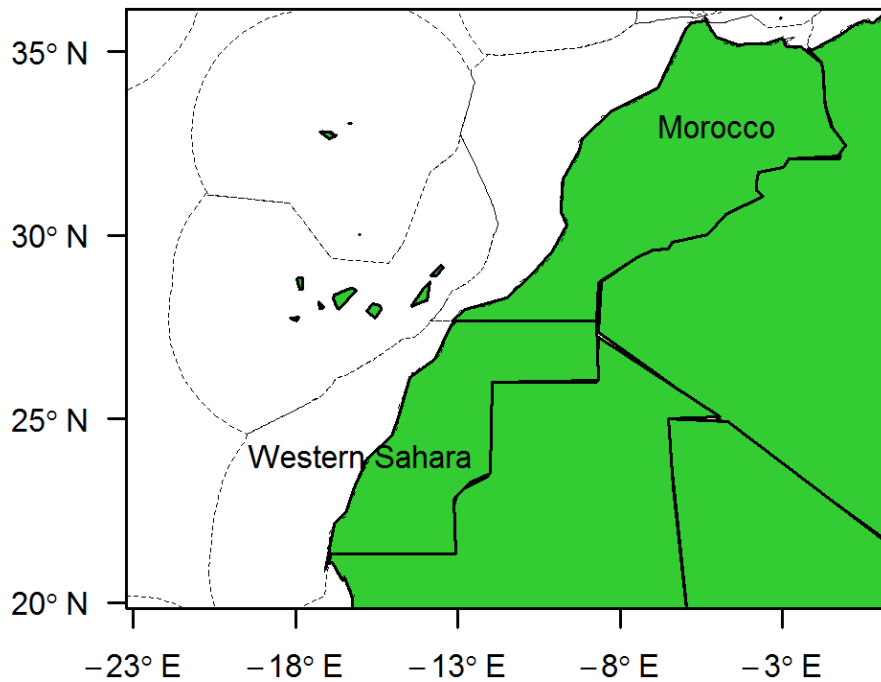 35° N
Morocco
30° N
25° N
Western Sahara
20° N
−23° E
−18° E
−13° E
−8° E
−3° E